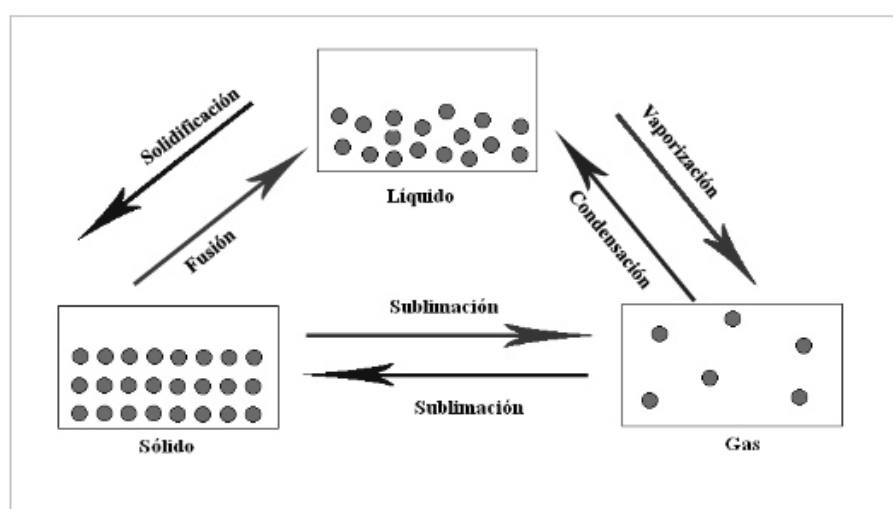 Solidificación
Vaporización
Líquido
Fusión
Condensación
Sublimación
Sublimación
Sólido
Gas